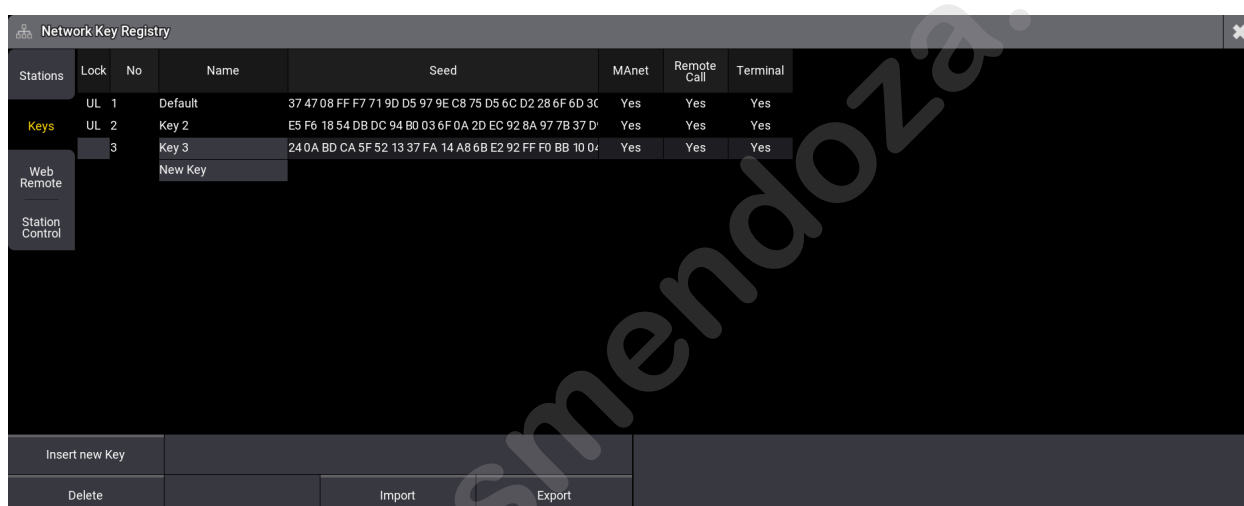 Network Key Registry
Stations
Lock No Name Seed MAnet Remote Call Terminal
UL 1 Default 37 47 08 FF F7 71 9D D5 97 9E C8 75 D5 6C D2 28 6F 6D 30 Yes Yes Yes
Keys
UL 2 Key 2 E5 F6 18 54 DB DC 94 B0 03 6F 0A 2D EC 92 8A 97 7B 37 Yes Yes Yes
3 Key 3 24 0A BD CA 5F 52 13 37 FA 14 A8 6B E2 92 FF F0 BB 10 04 Yes Yes Yes
New Key
Web Remote
Station Control
Insert new Key
Delete Import Export
smendoza.